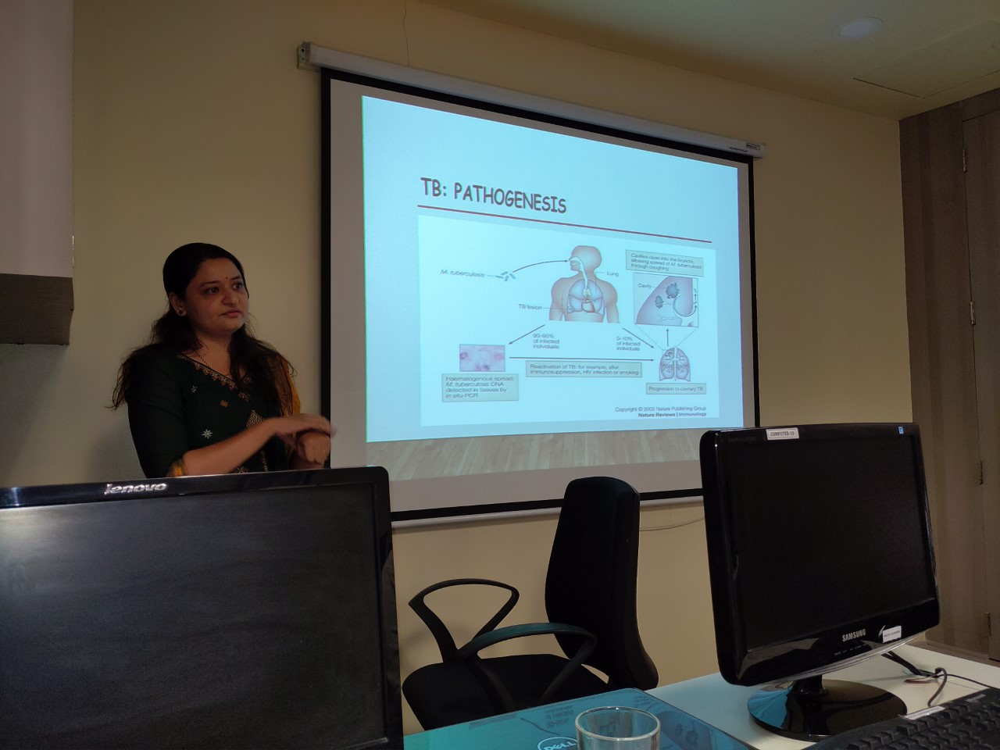 TB: PATHOGENESIS
M. tuberculosis
Lung
TB lesion
Cavities open into the bronchi,
allowing spread of M. tuberculosis
through coughing
Cavity
90–95%
of infected
individuals
5–10%
of infected
individuals
Haematogenous spread:
M. tuberculosis DNA
detected in tissues by
in situ PCR
Reactivation of TB: for example, after
immunosuppression, HIV infection or smoking
Progression to cavitary TB
Copyright © 2005 Nature Publishing Group
Nature Reviews | Immunology
lenovo
COMPUTER-13
SAMSUNG
DELL